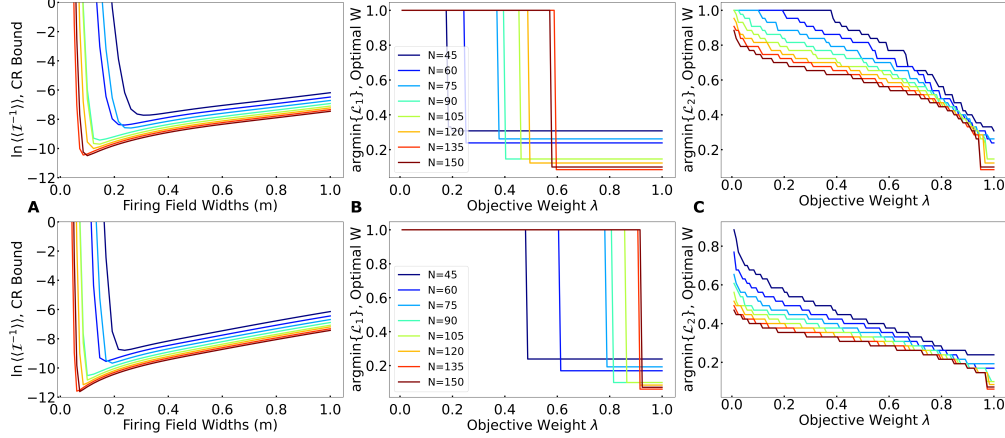 ln⟨⟨ℐ⁻¹⟩⟩, CR Bound
0
−2
−4
−6
−8
−10
−12
0.0 0.2 0.4 0.6 0.8 1.0
Firing Field Widths (m)
A
argmin{ℒ₁}, Optimal W
1.0
0.8
0.6
0.4
0.2
N=45
N=60
N=75
N=90
N=105
N=120
N=135
N=150
0.0 0.2 0.4 0.6 0.8 1.0
Objective Weight λ
B
argmin{ℒ₂}, Optimal W
1.0
0.8
0.6
0.4
0.2
0.0 0.2 0.4 0.6 0.8 1.0
Objective Weight λ
C
ln⟨⟨ℐ⁻¹⟩⟩, CR Bound
0
−2
−4
−6
−8
−10
−12
0.0 0.2 0.4 0.6 0.8 1.0
Firing Field Widths (m)
argmin{ℒ₁}, Optimal W
1.0
0.8
0.6
0.4
0.2
N=45
N=60
N=75
N=90
N=105
N=120
N=135
N=150
0.0 0.2 0.4 0.6 0.8 1.0
Objective Weight λ
argmin{ℒ₂}, Optimal W
0.8
0.6
0.4
0.2
0.0 0.2 0.4 0.6 0.8 1.0
Objective Weight λ